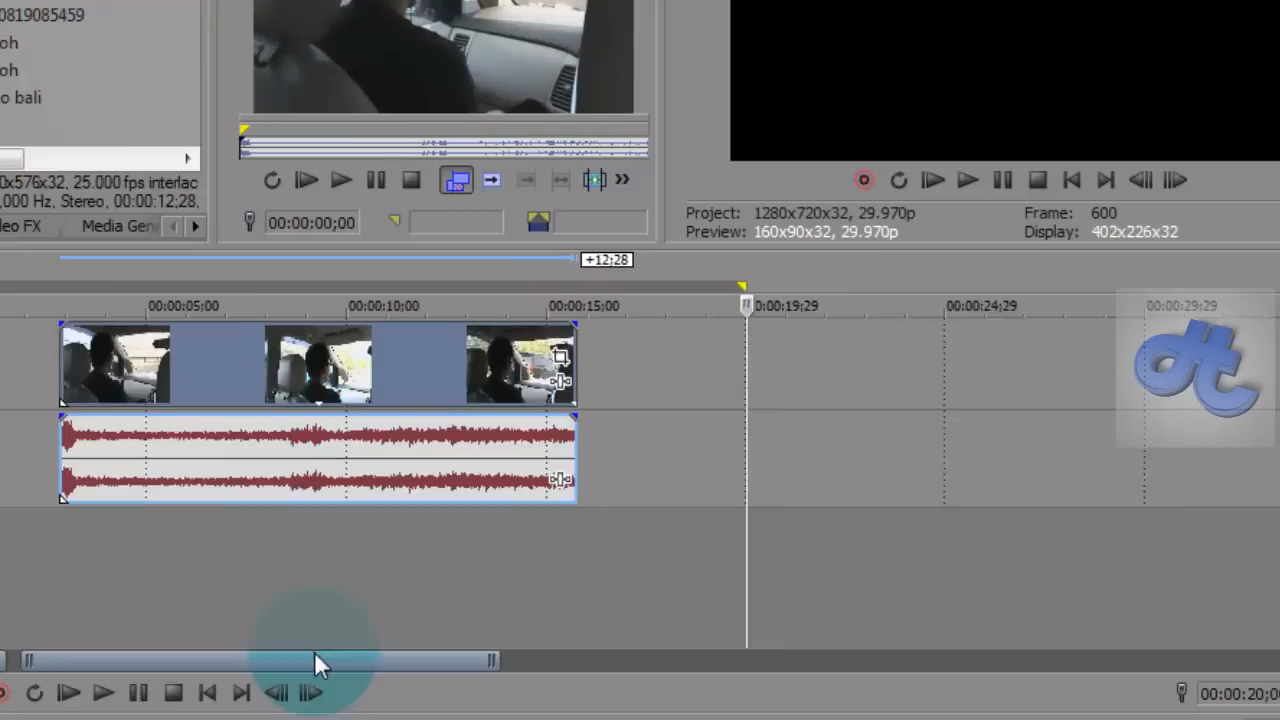 0819085459
oh
oh
o bali
0x576x32, 25.000 fps interlac
,000 Hz, Stereo, 00:00:12;28,
eo FX
Media Gen
00:00:00;00
Project: 1280x720x32, 29.970p
Preview: 160x90x32, 29.970p
Frame: 600
Display: 402x226x32
+12;28
00:00:05;00
00:00:10;00
00:00:15;00
0:00:19;29
00:00:24;29
00:00:29;29
dt
00:00:20;0